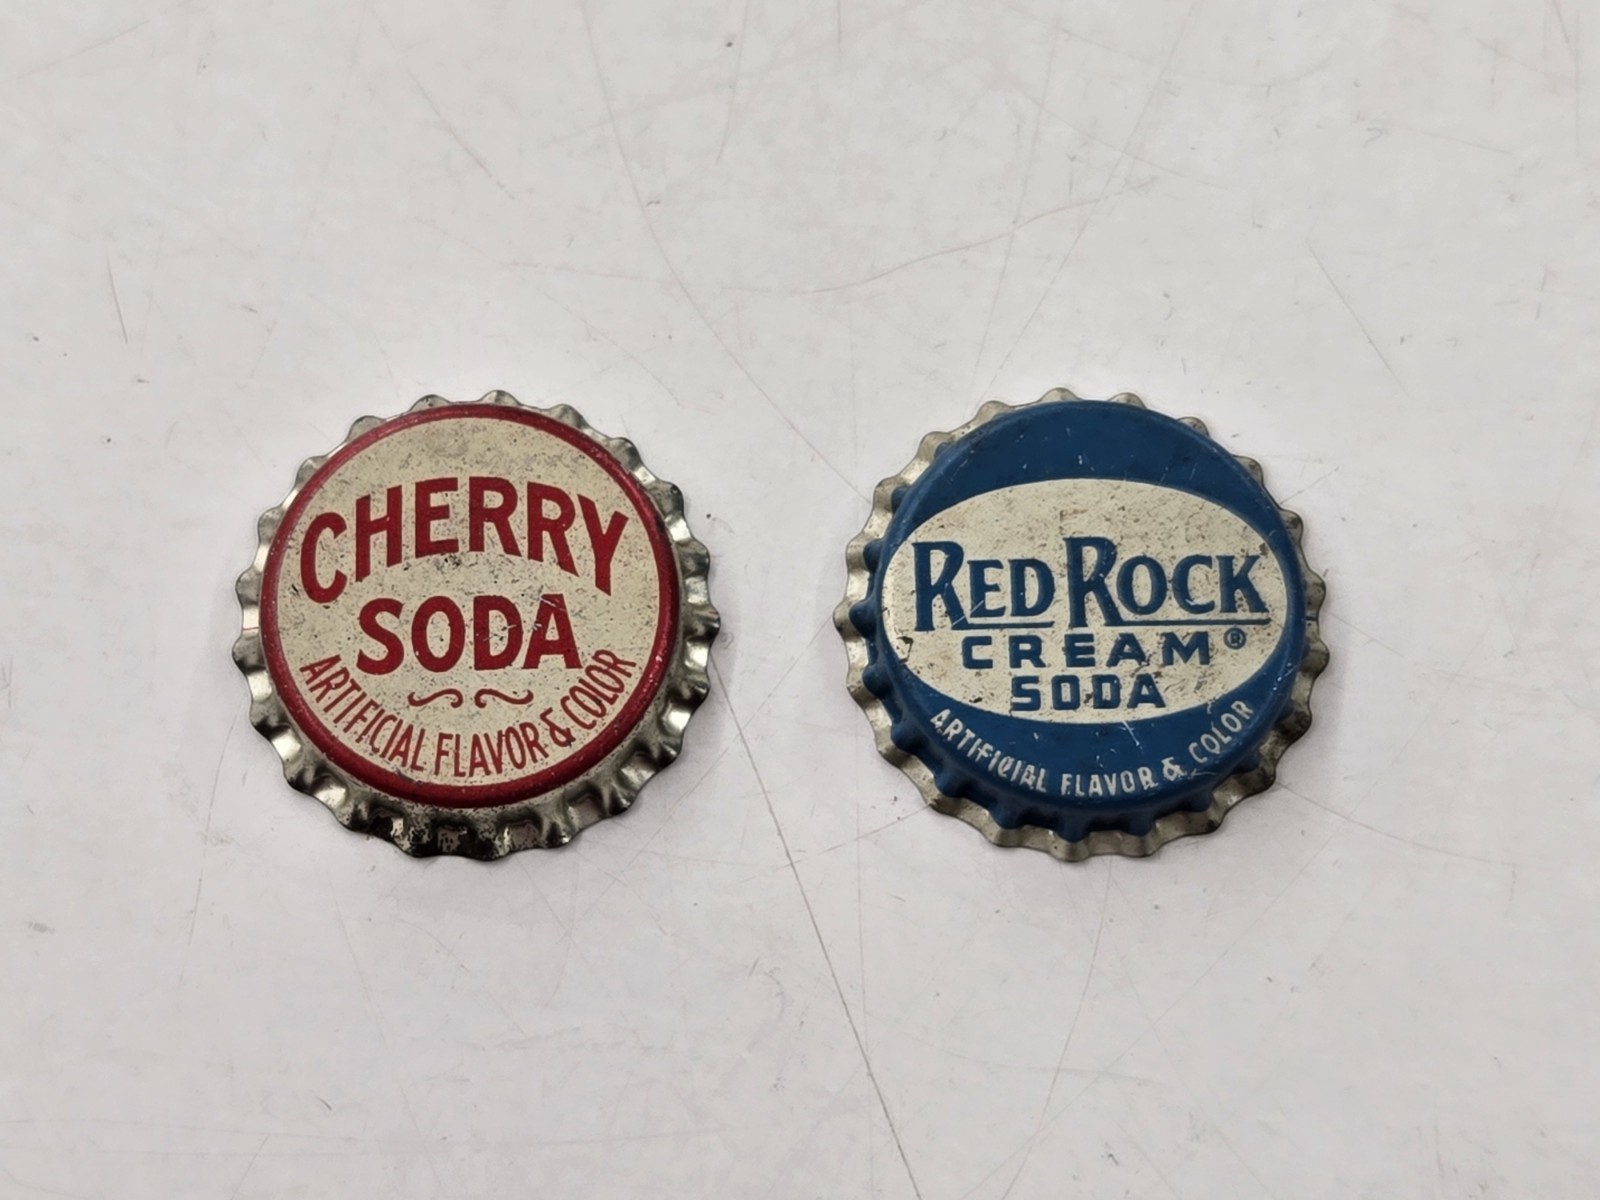 CHERRY
SODA
ARTIFICIAL FLAVOR & COLOR
RED ROCK
CREAM®
SODA
ARTIFICIAL FLAVOR & COLOR